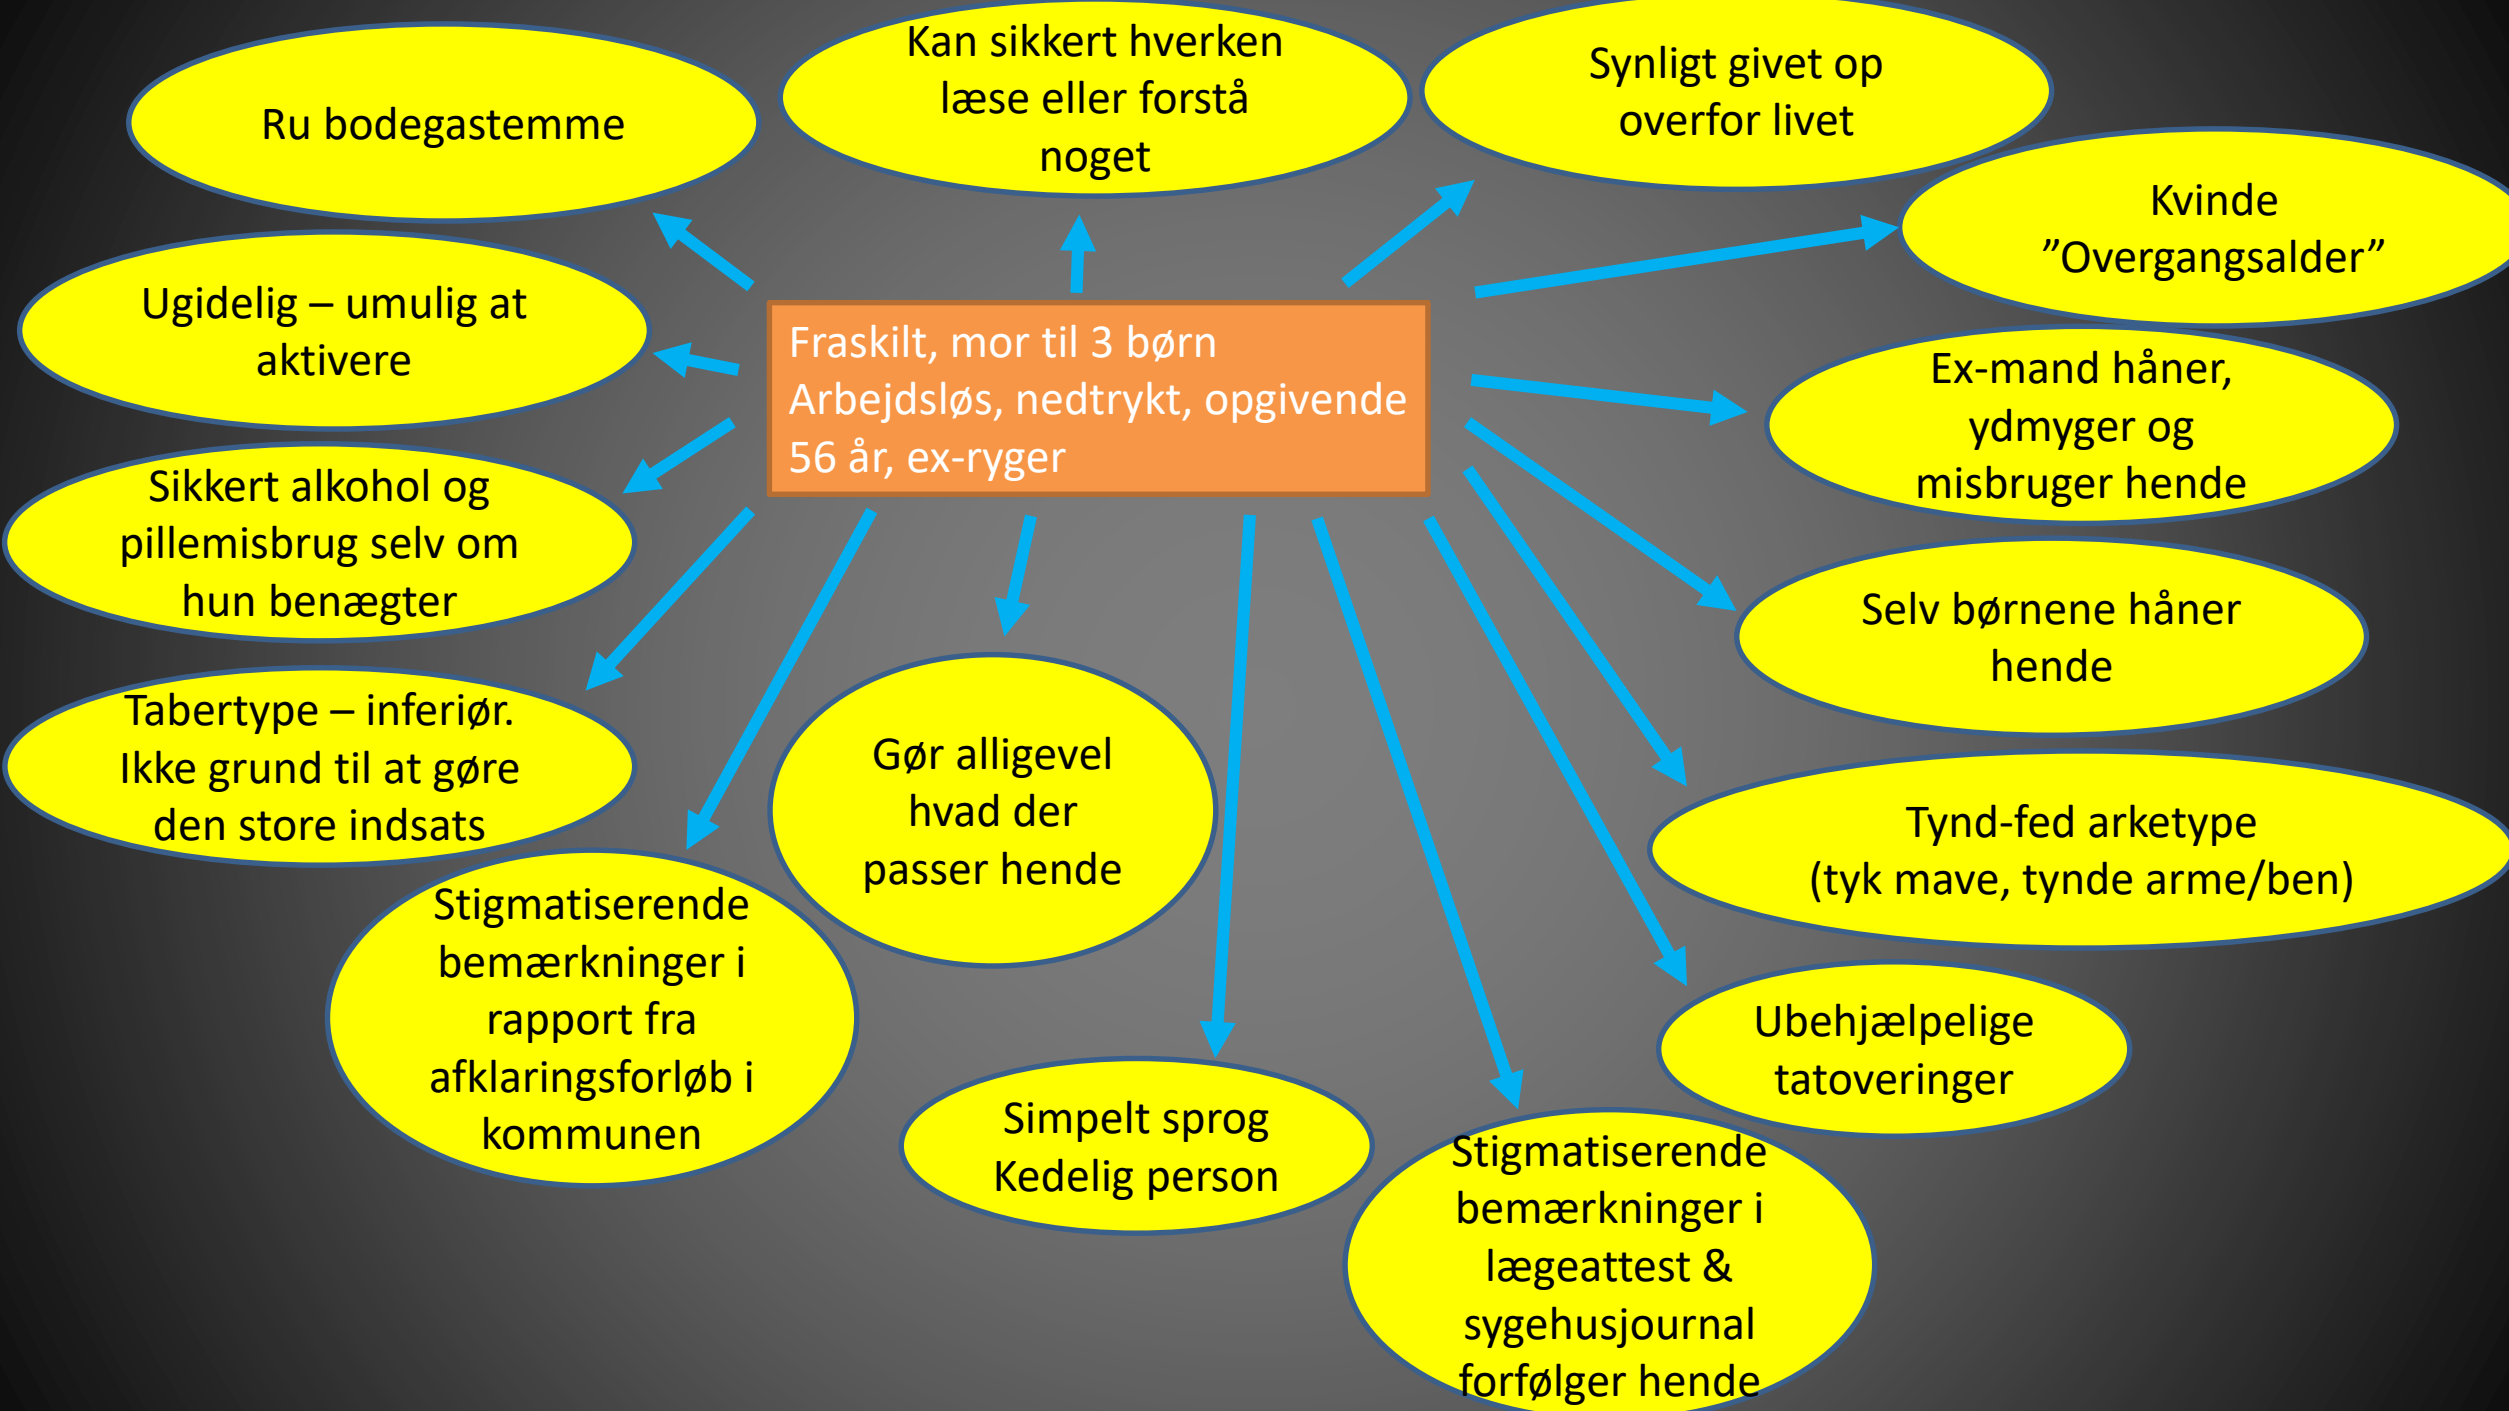 Ru bodegastemme
Kan sikkert hverken
læse eller forstå
noget
Synligt givet op
overfor livet
Kvinde
”Overgangsalder”
Ugidelig – umulig at
aktivere
Fraskilt, mor til 3 børn
Arbejdsløs, nedtrykt, opgivende
56 år, ex-ryger
Ex-mand håner,
ydmyger og
misbruger hende
Sikkert alkohol og
pillemisbrug selv om
hun benægter
Selv børnene håner
hende
Tabertype – inferiør.
Ikke grund til at gøre
den store indsats
Gør alligevel
hvad der
passer hende
Tynd-fed arketype
(tyk mave, tynde arme/ben)
Stigmatiserende
bemærkninger i
rapport fra
afklaringsforløb i
kommunen
Ubehjælpelige
tatoveringer
Simpelt sprog
Kedelig person
Stigmatiserende
bemærkninger i
lægeattest &
sygehusjournal
forfølger hende